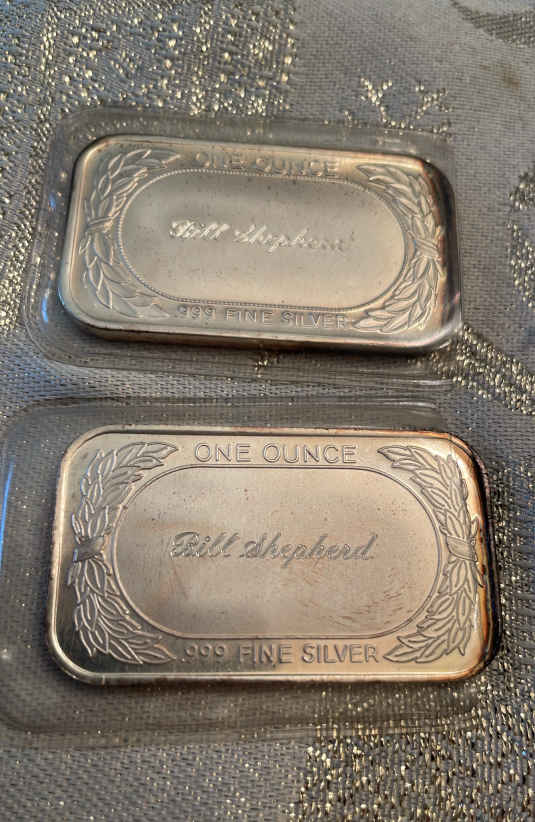 ONE OUNCE
Bill Shepherd
.999 FINE SILVER
ONE OUNCE
Bill Shepherd
.999 FINE SILVER